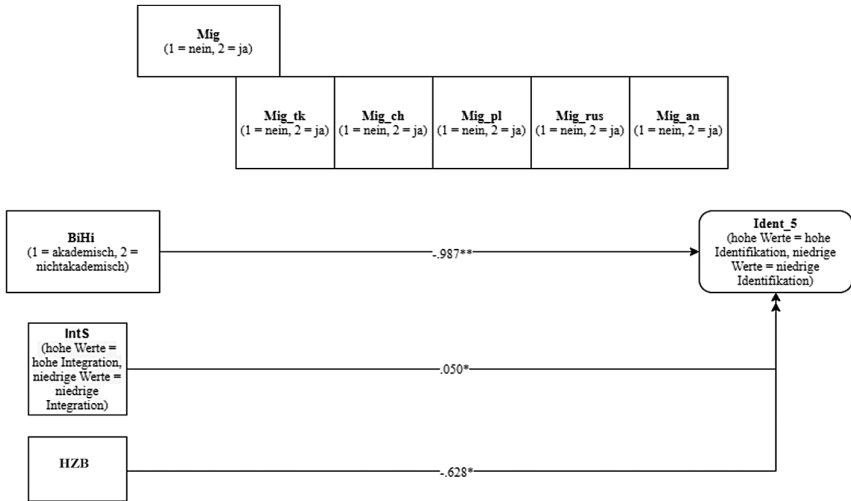 Mig
(1 = nein, 2 = ja)
Mig_tk
(1 = nein, 2 = ja)
Mig_ch
(1 = nein, 2 = ja)
Mig_pl
(1 = nein, 2 = ja)
Mig_rus
(1 = nein, 2 = ja)
Mig_an
(1 = nein, 2 = ja)
BiHi
(1 = akademisch, 2 =
nichtakademisch)
-.987**
Ident_5
(hohe Werte = hohe
Identifikation, niedrige
Werte = niedrige
Identifikation)
IntS
(hohe Werte =
hohe Integration,
niedrige Werte =
niedrige
Integration)
.050*
HZB
-.628*